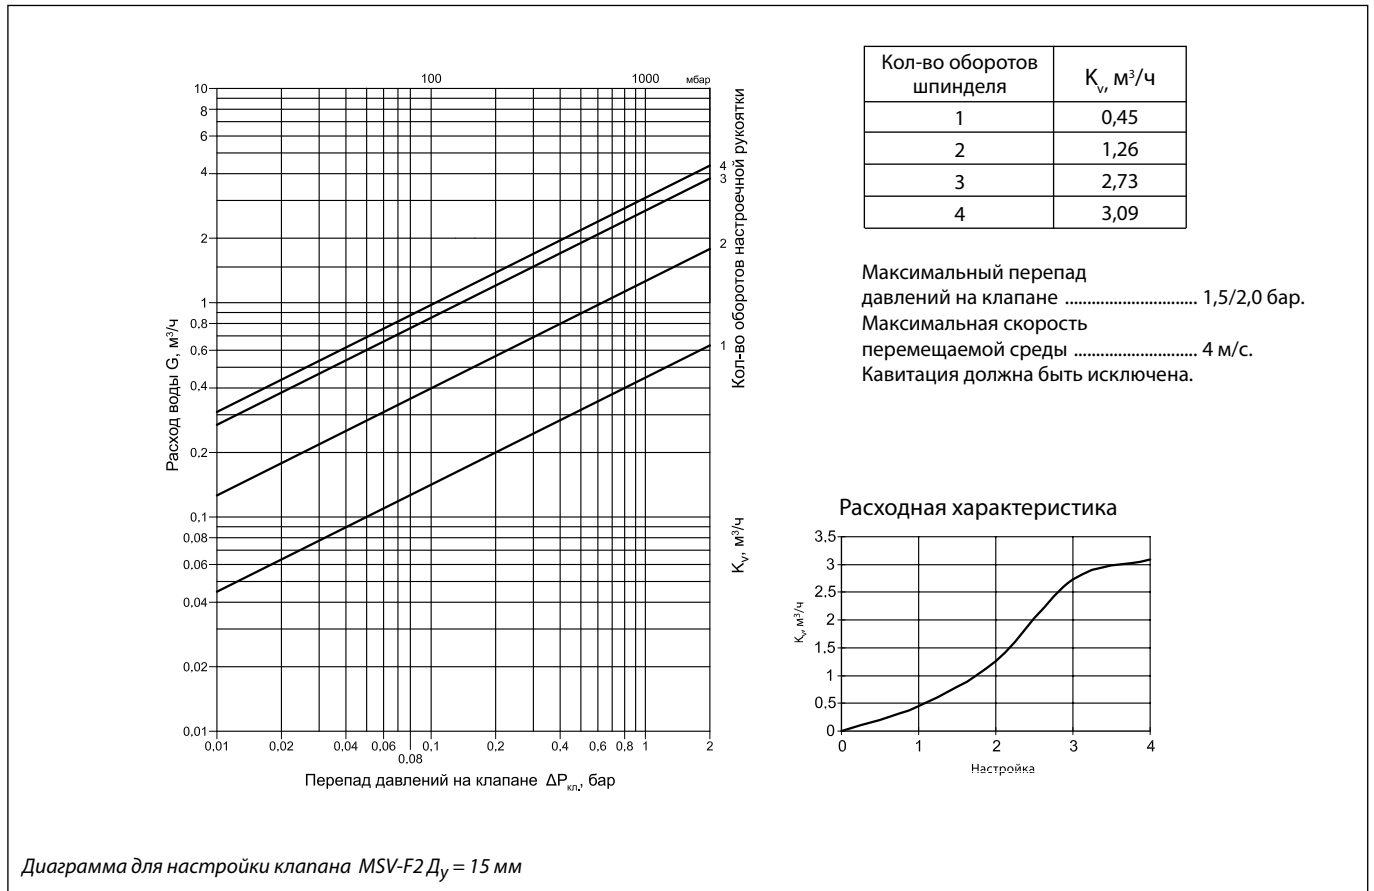 100 1000 мбар
10
8
6
4
2
1
0.8
0.6
0.4
0,2
0,1
0,08
0,06
0,04
0,02
0,01
Расход воды G, м³/ч
0,01 0,02 0,04 0,06 0,08 0,1 0,2 0,4 0,6 0,8 1 2
Перепад давлений на клапане ΔPкл., бар
4
3
2
1
Кол-во оборотов настроечной рукоятки
Kv, м³/ч
Кол-во оборотов шпинделя Kv, м³/ч
1 0,45
2 1,26
3 2,73
4 3,09
Максимальный перепад
давлений на клапане ............................. 1,5/2,0 бар.
Максимальная скорость
перемещаемой среды ........................... 4 м/с.
Кавитация должна быть исключена.
Расходная характеристика
3,5
3
2,5
2
1,5
1
0,5
0
Kv, м³/ч
0 1 2 3 4
Настройка
Диаграмма для настройки клапана MSV-F2 Ду = 15 мм